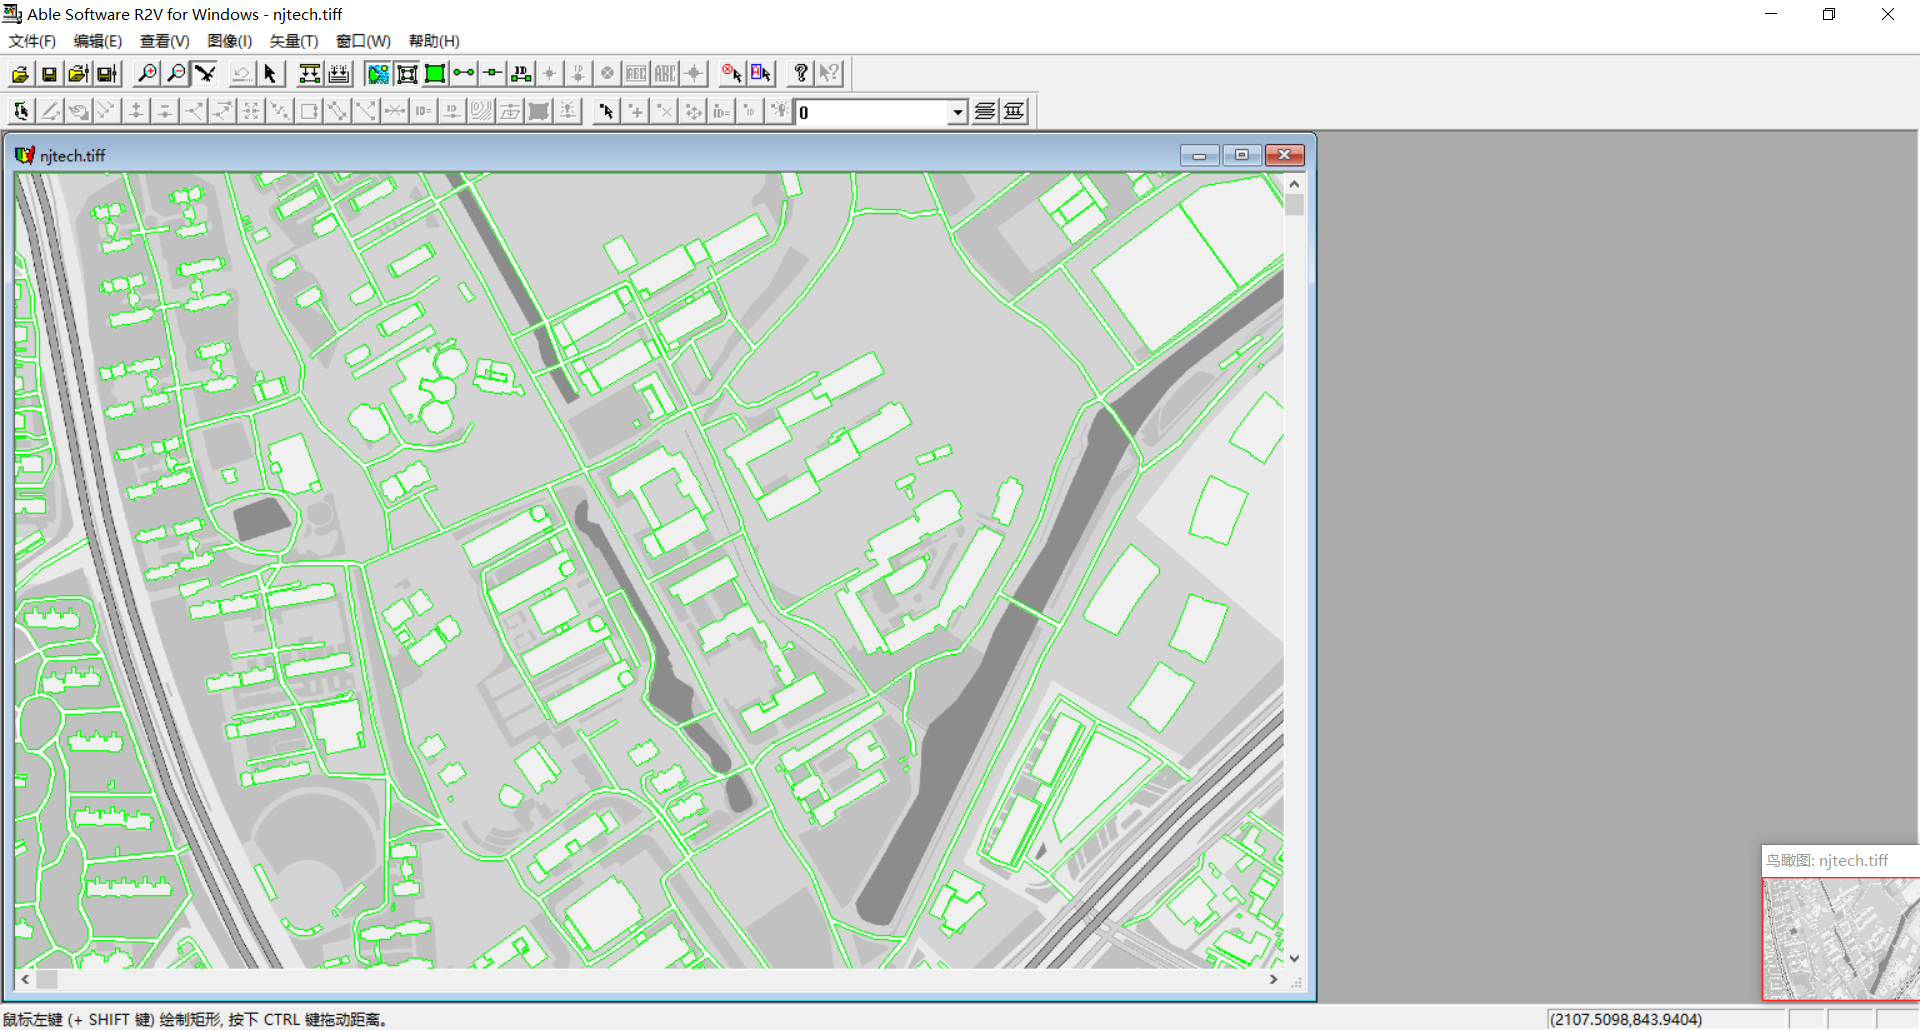 Able Software R2V for Windows - njtech.tiff
文件(F) 编辑(E) 查看(V) 图像(I) 矢量(T) 窗口(W) 帮助(H)
0
njtech.tiff
鸟瞰图: njtech.tiff
鼠标左键 (+ SHIFT 键) 绘制矩形, 按下 CTRL 键拖动距离。
(2107.5098,843.9404)